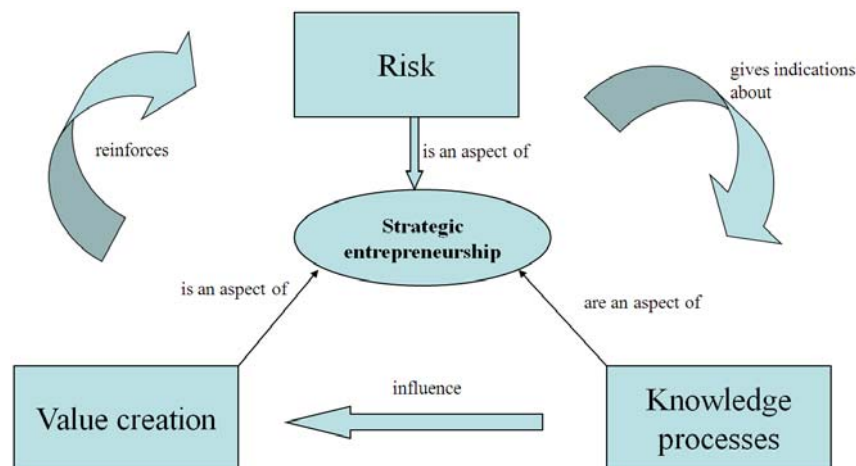 Risk
gives indications
about
reinforces
is an aspect of
Strategic
entrepreneurship
is an aspect of
are an aspect of
Value creation
influence
Knowledge
processes